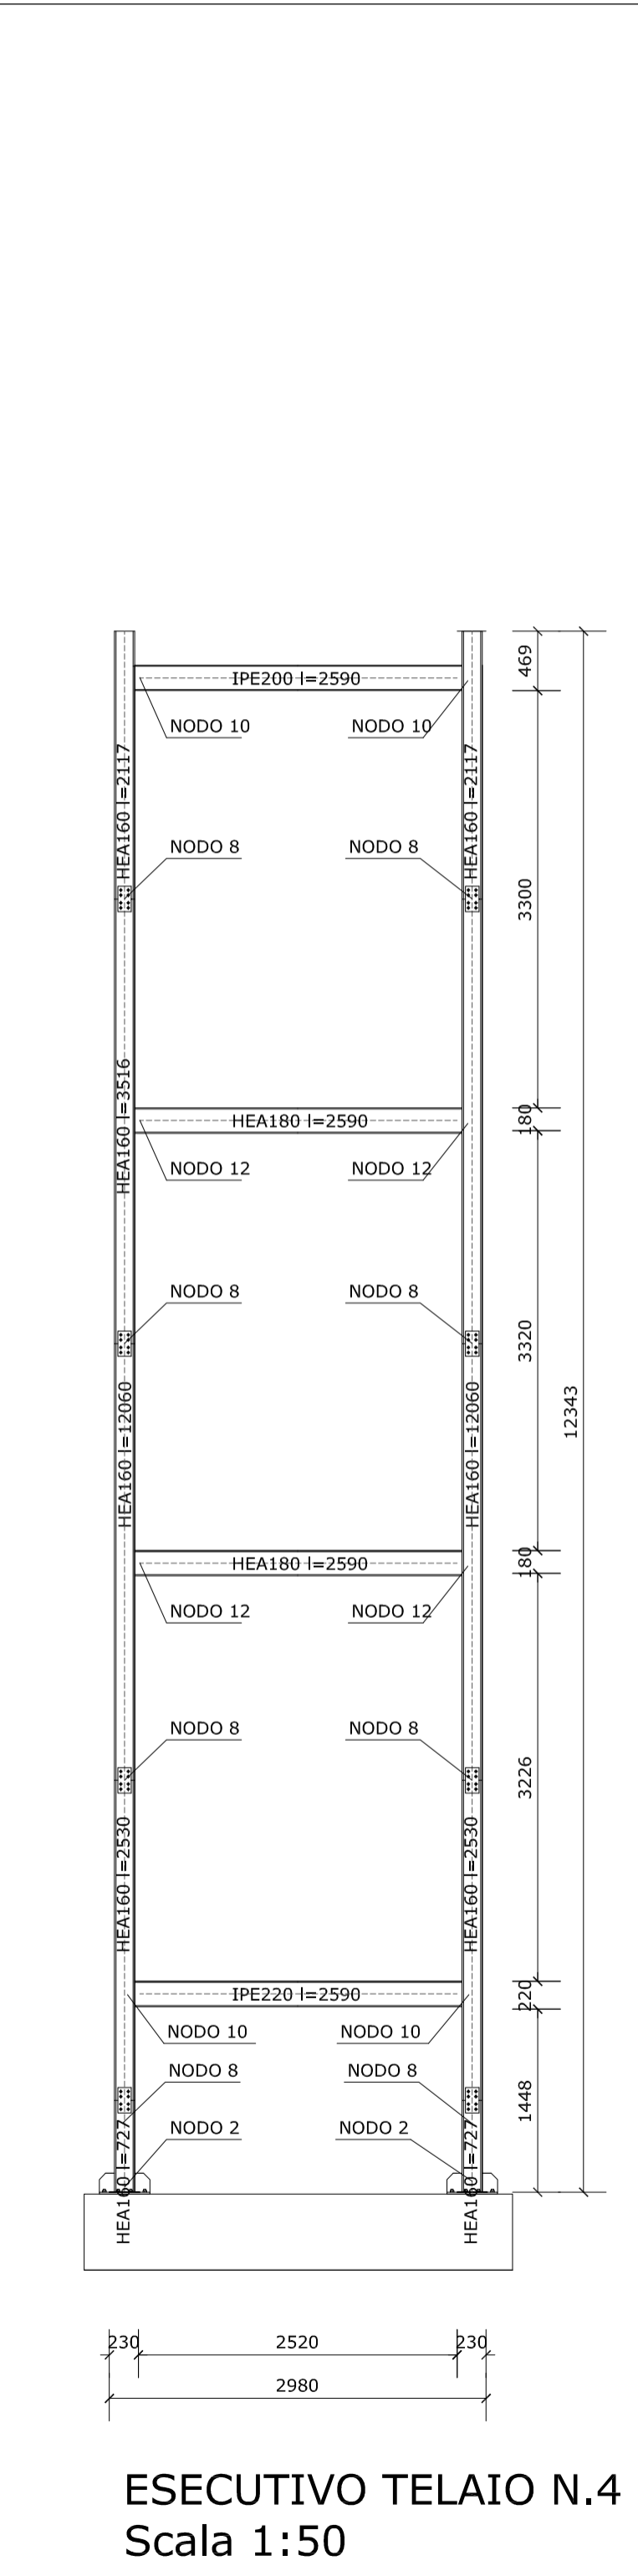 IPE200 l=2590
469
NODO 10
NODO 10
HEA160 l=2117
HEA160 l=2117
NODO 8
NODO 8
3300
HEA160 l=3516
180
HEA180 l=2590
NODO 12
NODO 12
NODO 8
NODO 8
3320
HEA160 l=12060
HEA160 l=12060
12343
180
HEA180 l=2590
NODO 12
NODO 12
NODO 8
NODO 8
3226
HEA160 l=2530
HEA160 l=2530
220
IPE220 l=2590
NODO 10
NODO 10
NODO 8
NODO 8
1448
NODO 2
NODO 2
HEA160 l=727
HEA160 l=727
230
2520
230
2980
ESECUTIVO TELAIO N.4
Scala 1:50